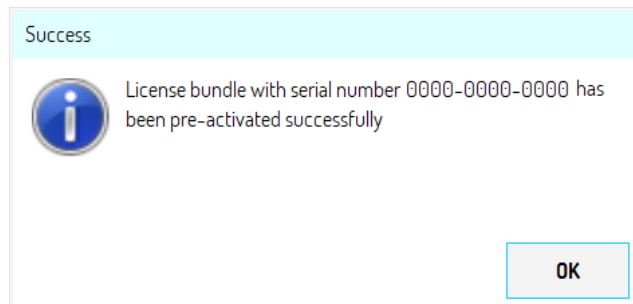 Success
License bundle with serial number 0000-0000-0000 has
been pre-activated successfully
OK